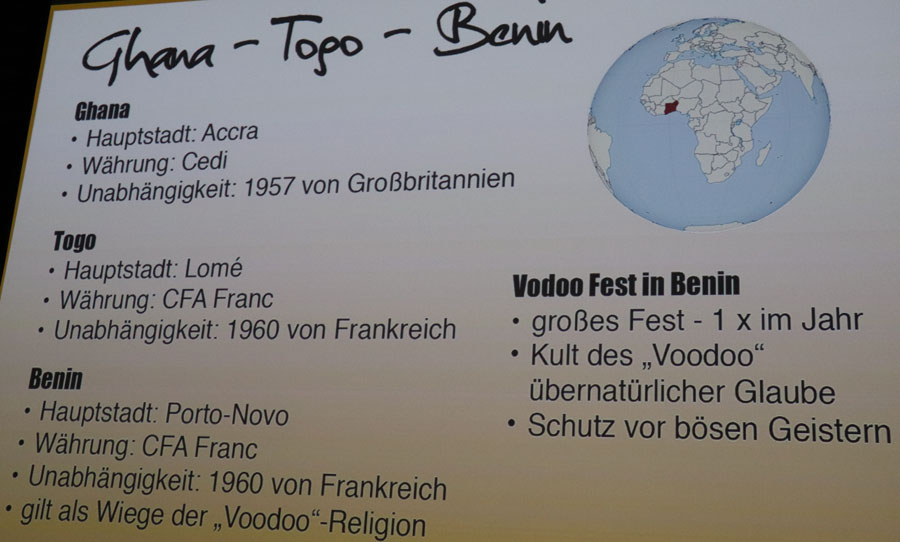 Ghana - Togo - Benin
Ghana
• Hauptstadt: Accra
• Währung: Cedi
• Unabhängigkeit: 1957 von Großbritannien
Togo
• Hauptstadt: Lomé
• Währung: CFA Franc
• Unabhängigkeit: 1960 von Frankreich
Benin
• Hauptstadt: Porto-Novo
• Währung: CFA Franc
• Unabhängigkeit: 1960 von Frankreich
• gilt als Wiege der „Voodoo“-Religion
Vodoo Fest in Benin
• großes Fest - 1 x im Jahr
• Kult des „Voodoo“
übernatürlicher Glaube
• Schutz vor bösen Geistern